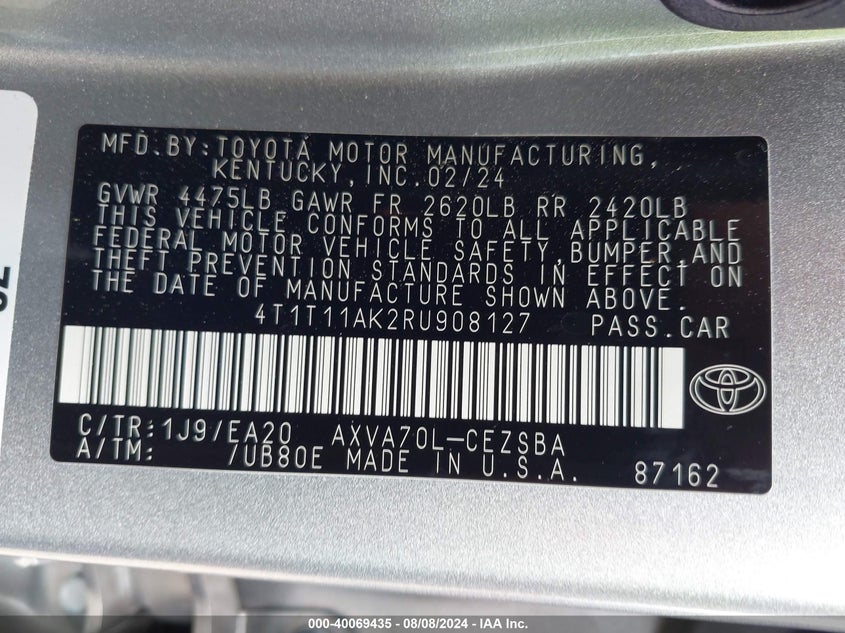 MFD.BY:TOYOTA MOTOR MANUFACTURING,
KENTUCKY,INC.02/24
GVWR 4475LB GAWR FR 2620LB RR 2420LB
THIS VEHICLE CONFORMS TO ALL APPLICABLE
FEDERAL MOTOR VEHICLE SAFETY,BUMPER,AND
THEFT PREVENTION STANDARDS IN EFFECT ON
THE DATE OF MANUFACTURE SHOWN ABOVE.
4T1T11AK2RU908127 PASS.CAR
C/TR:1J9/EA20 AXVA70L-CEZSBA
A/TM: /UB80E MADE IN U.S.A. 87162
000-40069435 - 08/08/2024 - IAA Inc.